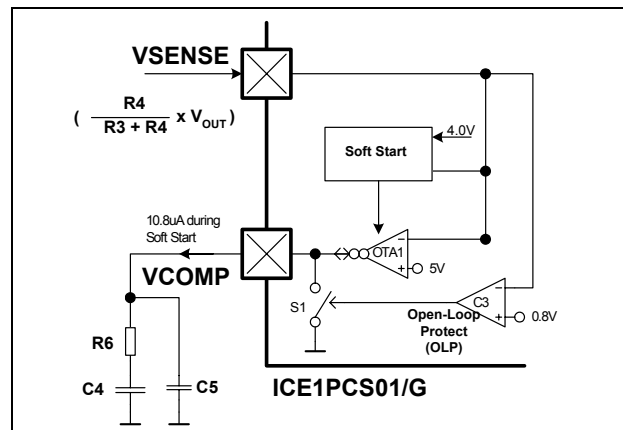 VSENSE
( R4
R3 + R4 x VOUT )
4.0V
Soft Start
10.8uA during
Soft Start
OTA1
−
+
5V
VCOMP
S1
C3
−
+
0.8V
Open-Loop
Protect
(OLP)
R6
C4
C5
ICE1PCS01/G